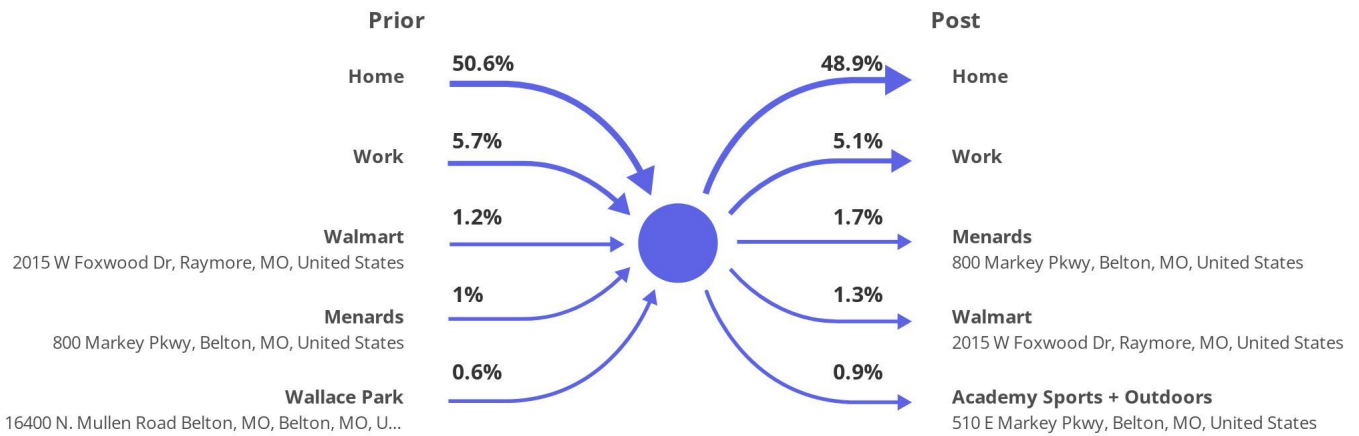 Prior
Post
50.6%
Home
5.7%
Work
1.2%
Walmart
2015 W Foxwood Dr, Raymore, MO, United States
1%
Menards
800 Markey Pkwy, Belton, MO, United States
0.6%
Wallace Park
16400 N. Mullen Road Belton, MO, Belton, MO, U...
48.9%
Home
5.1%
Work
1.7%
Menards
800 Markey Pkwy, Belton, MO, United States
1.3%
Walmart
2015 W Foxwood Dr, Raymore, MO, United States
0.9%
Academy Sports + Outdoors
510 E Markey Pkwy, Belton, MO, United States